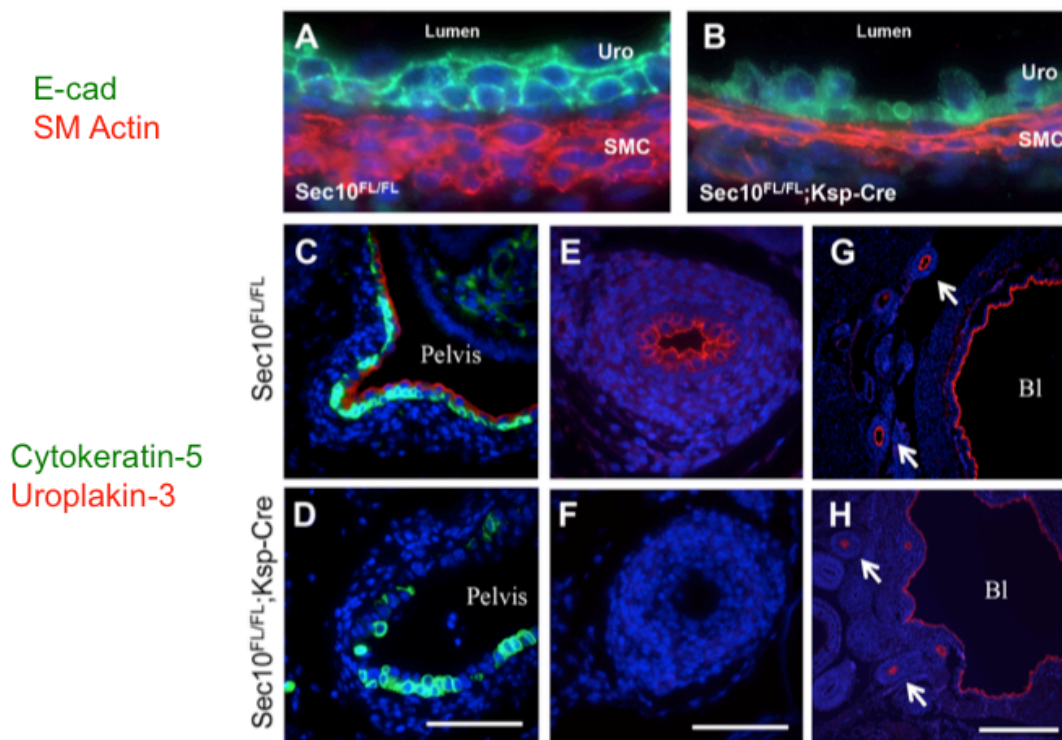 E-cad
SM Actin
A
Lumen
Uro
SMC
Sec10FL/FL
B
Lumen
Uro
SMC
Sec10FL/FL;Ksp-Cre
Sec10FL/FL
C
Pelvis
E
G
Bl
Cytokeratin-5
Uroplakin-3
Sec10FL/FL;Ksp-Cre
D
Pelvis
F
H
Bl